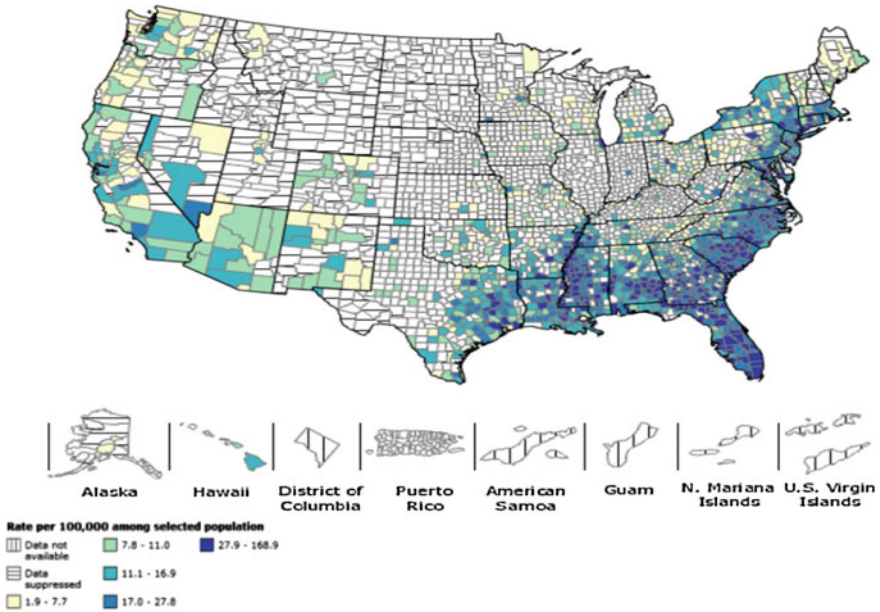 Alaska
Hawaii
District of
Columbia
Puerto
Rico
American
Samoa
Guam
N. Mariana
Islands
U.S. Virgin
Islands
Rate per 100,000 among selected population
Data not
available
Data
suppressed
1.9 - 7.7
7.8 - 11.0
11.1 - 16.9
17.0 - 27.8
27.9 - 168.9